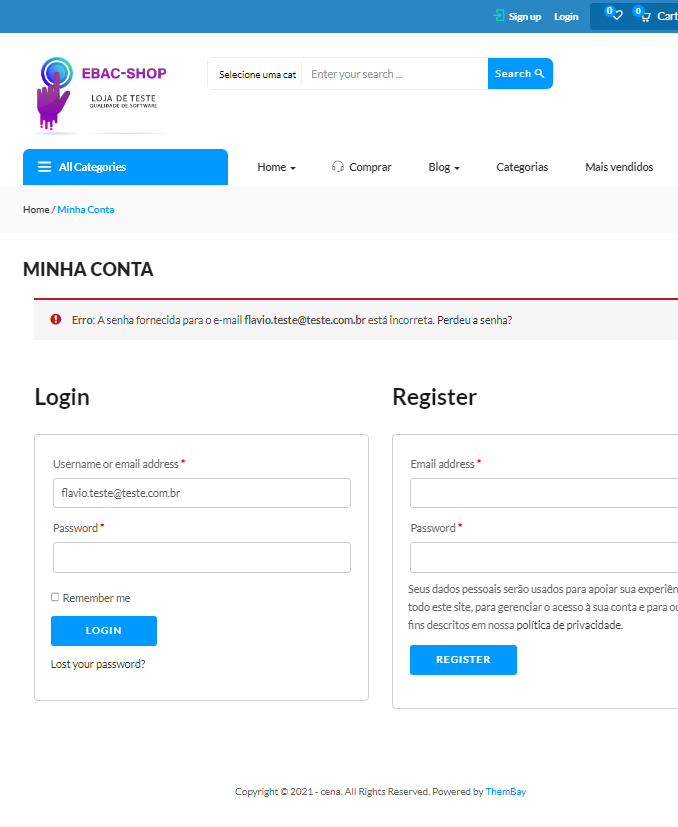 Sign up Login 0 0 Cart
EBAC-SHOP
LOJA DE TESTE
QUALIDADE DE SOFTWARE
Selecione uma cat Enter your search ... Search
All Categories Home Comprar Blog Categorias Mais vendidos
Home / Minha Conta
MINHA CONTA
Erro: A senha fornecida para o e-mail flavio.teste@teste.com.br está incorreta. Perdeu a senha?
Login
Username or email address *
flavio.teste@teste.com.br
Password *
Remember me
LOGIN
Lost your password?
Register
Email address *
Password *
Seus dados pessoais serão usados para apoiar sua experiên
todo este site, para gerenciar o acesso à sua conta e para ou
fins descritos em nossa política de privacidade.
REGISTER
Copyright © 2021 - cena. All Rights Reserved. Powered by ThemBay